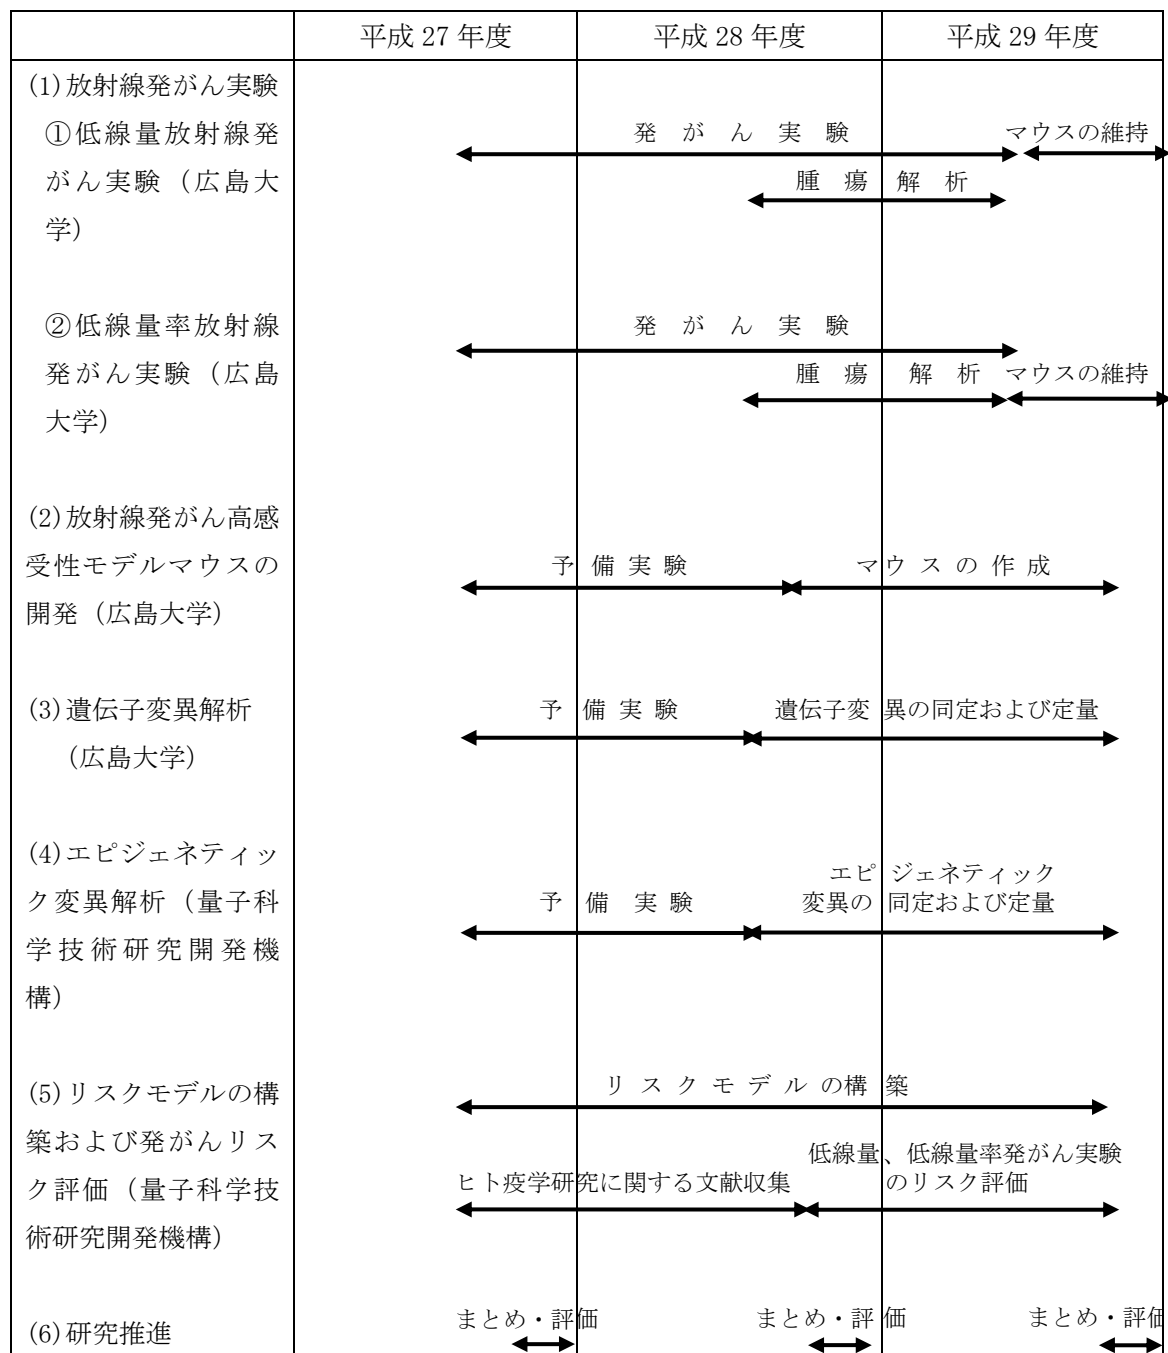 平成 27 年度 平成 28 年度 平成 29 年度
(1)放射線発がん実験
①低線量放射線発
がん実験（広島大
学）
発がん実験 マウスの維持
腫瘍解析
②低線量率放射線
発がん実験（広島
大学）
発がん実験
腫瘍解析 マウスの維持
(2)放射線発がん高感
受性モデルマウスの
開発（広島大学）
予備実験 マウスの作成
(3)遺伝子変異解析
（広島大学）
予備実験 遺伝子変異の同定および定量
(4)エピジェネティッ
ク変異解析（量子科
学技術研究開発機
構）
予備実験 エピジェネティック
変異の同定および定量
(5)リスクモデルの構
築および発がんリス
ク評価（量子科学技
術研究開発機構）
リスクモデルの構築
ヒト疫学研究に関する文献収集 低線量、低線量率発がん実験
のリスク評価
(6)研究推進
まとめ・評価 まとめ・評価 まとめ・評価